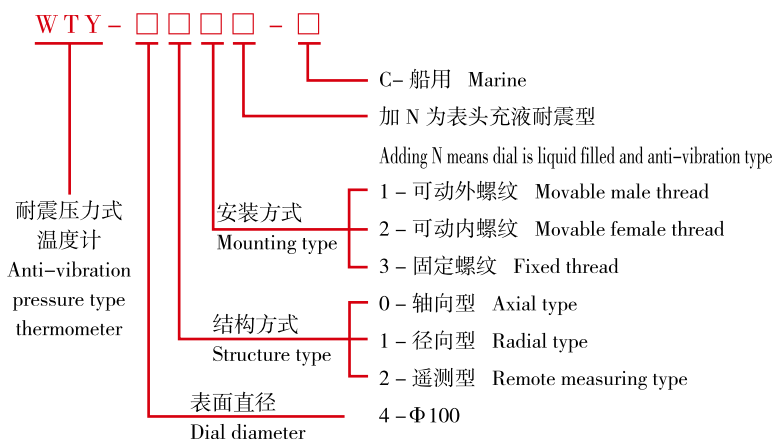 WTY-□□□□-□
C-船用 Marine
加 N 为表头充液耐震型
Adding N means dial is liquid filled and anti-vibration type
耐震压力式
温度计
Anti-vibration
pressure type
thermometer
安装方式
Mounting type
1-可动外螺纹 Movable male thread
2-可动内螺纹 Movable female thread
3-固定螺纹 Fixed thread
结构方式
Structure type
0-轴向型 Axial type
1-径向型 Radial type
2-遥测型 Remote measuring type
表面直径
Dial diameter
4-Φ100